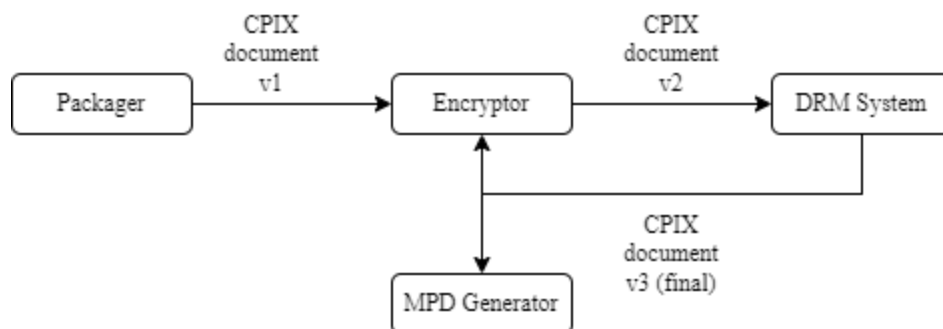 CPIX
document
v1
CPIX
document
v2
Packager
Encryptor
DRM System
CPIX
document
v3 (final)
MPD Generator